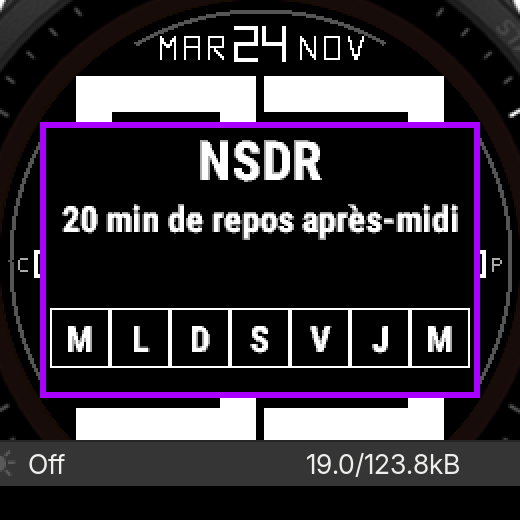 MAR 24 NOV
NSDR
20 min de repos après-midi
C P
M L D S V J M
Off 19.0/123.8kB